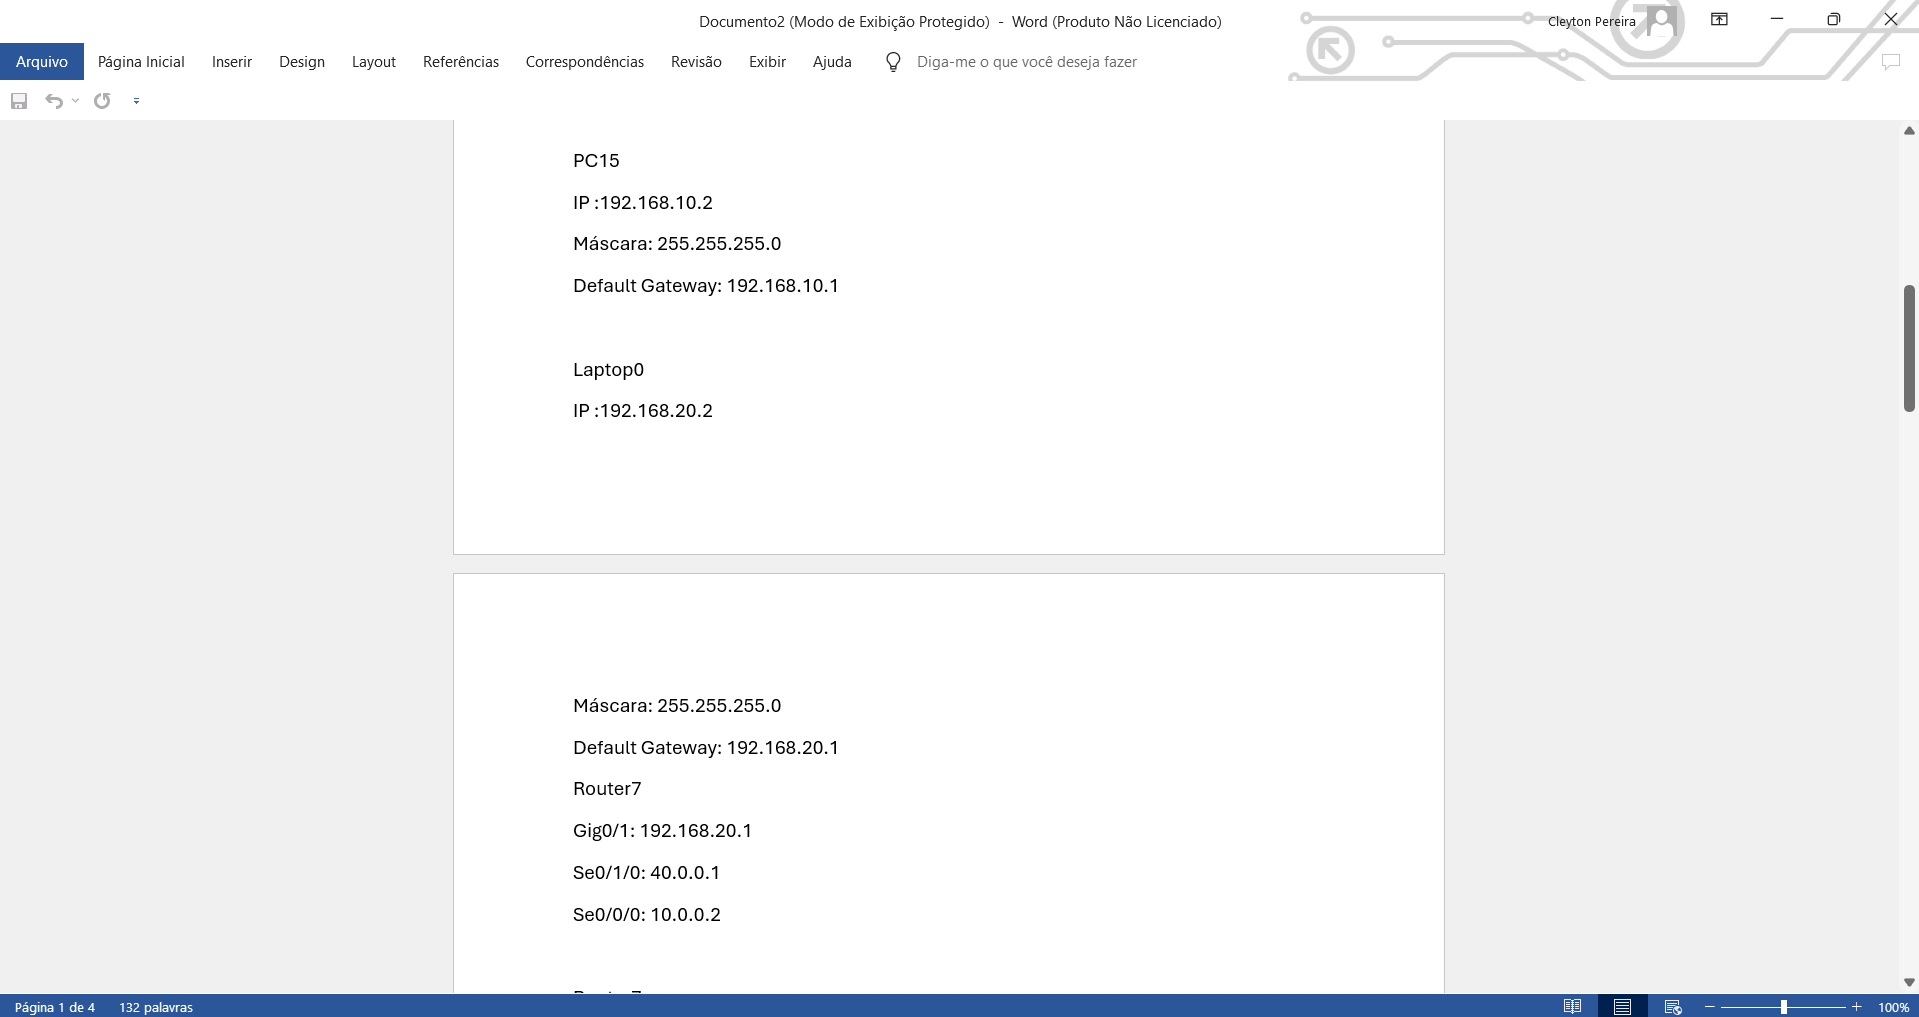 Documento2 (Modo de Exibição Protegido)  -  Word (Produto Não Licenciado)
Cleyton Pereira
Arquivo
Página Inicial
Inserir
Design
Layout
Referências
Correspondências
Revisão
Exibir
Ajuda
Diga-me o que você deseja fazer
PC15
IP :192.168.10.2
Máscara: 255.255.255.0
Default Gateway: 192.168.10.1
Laptop0
IP :192.168.20.2
Máscara: 255.255.255.0
Default Gateway: 192.168.20.1
Router7
Gig0/1: 192.168.20.1
Se0/1/0: 40.0.0.1
Se0/0/0: 10.0.0.2
Página 1 de 4
132 palavras
100%